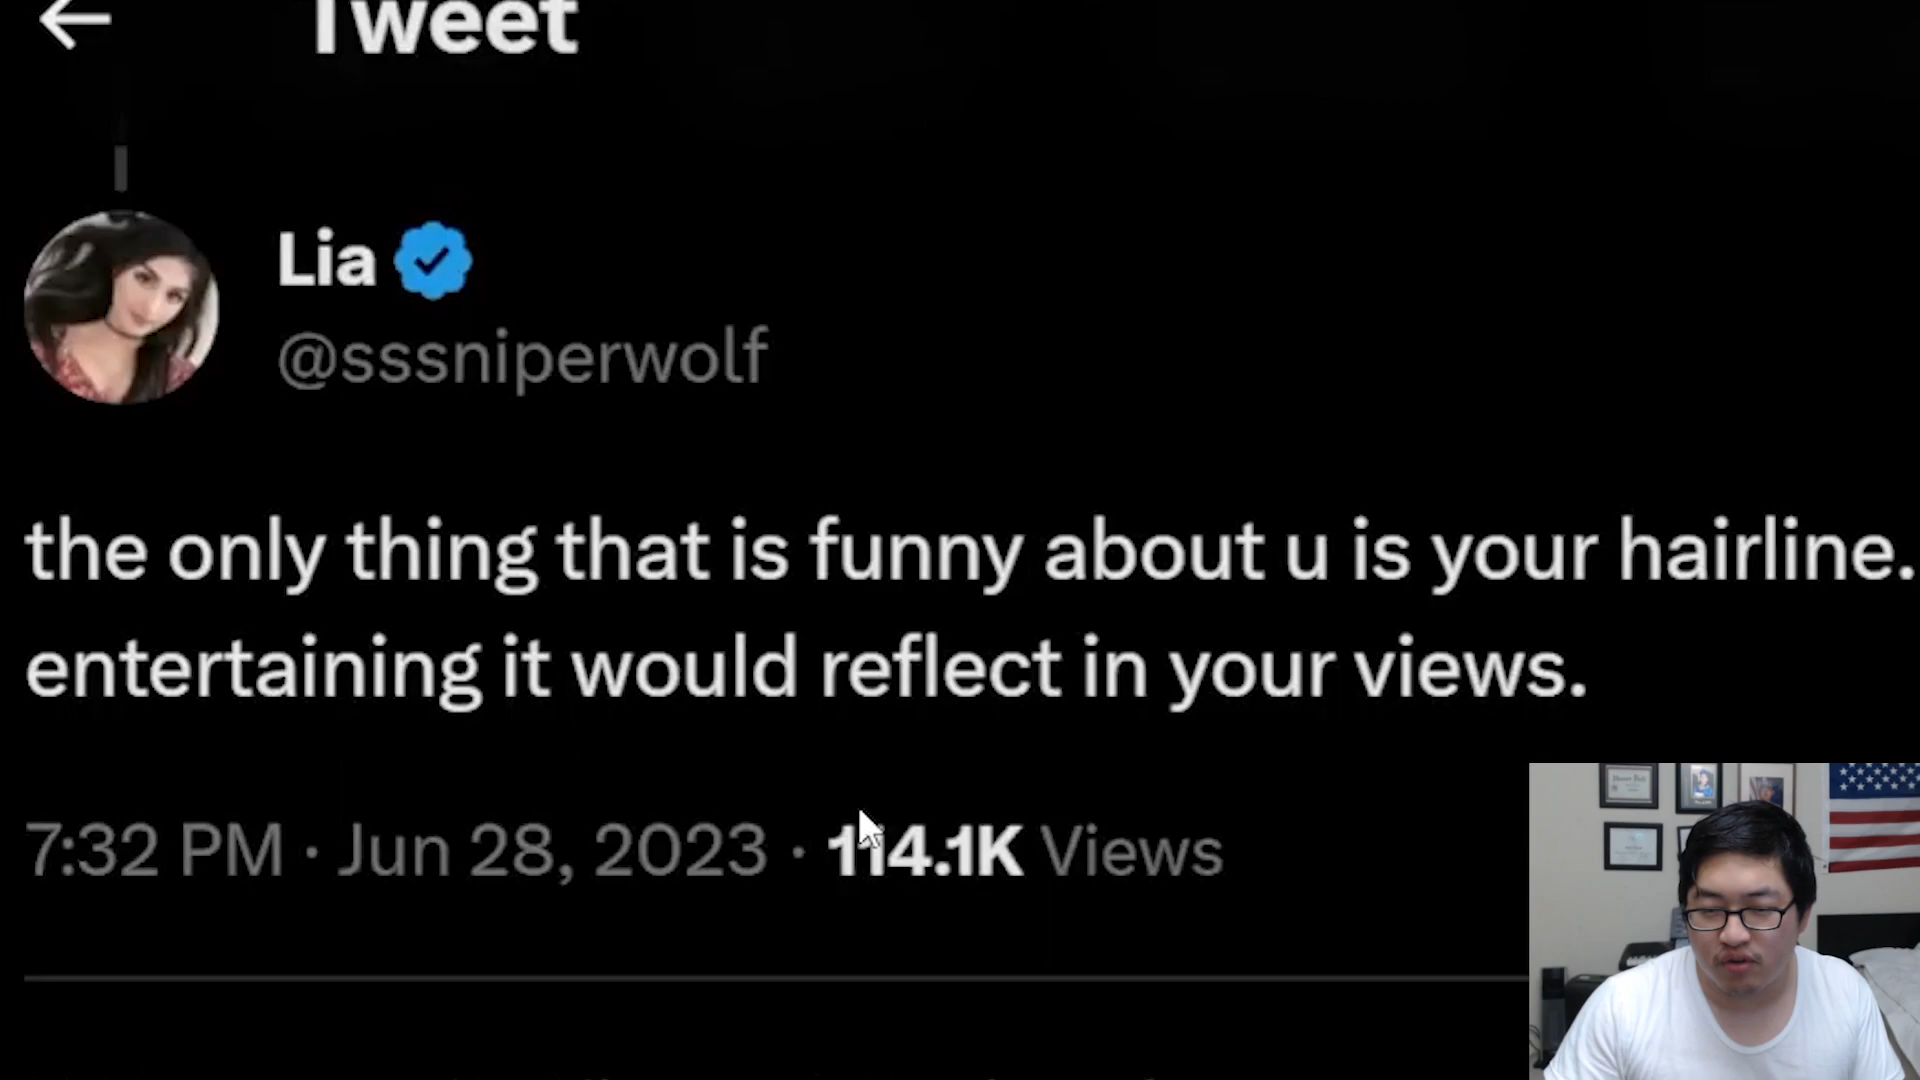 Tweet
Lia
@sssniperwolf
the only thing that is funny about u is your hairline.
entertaining it would reflect in your views.
7:32 PM · Jun 28, 2023 · 114.1K Views